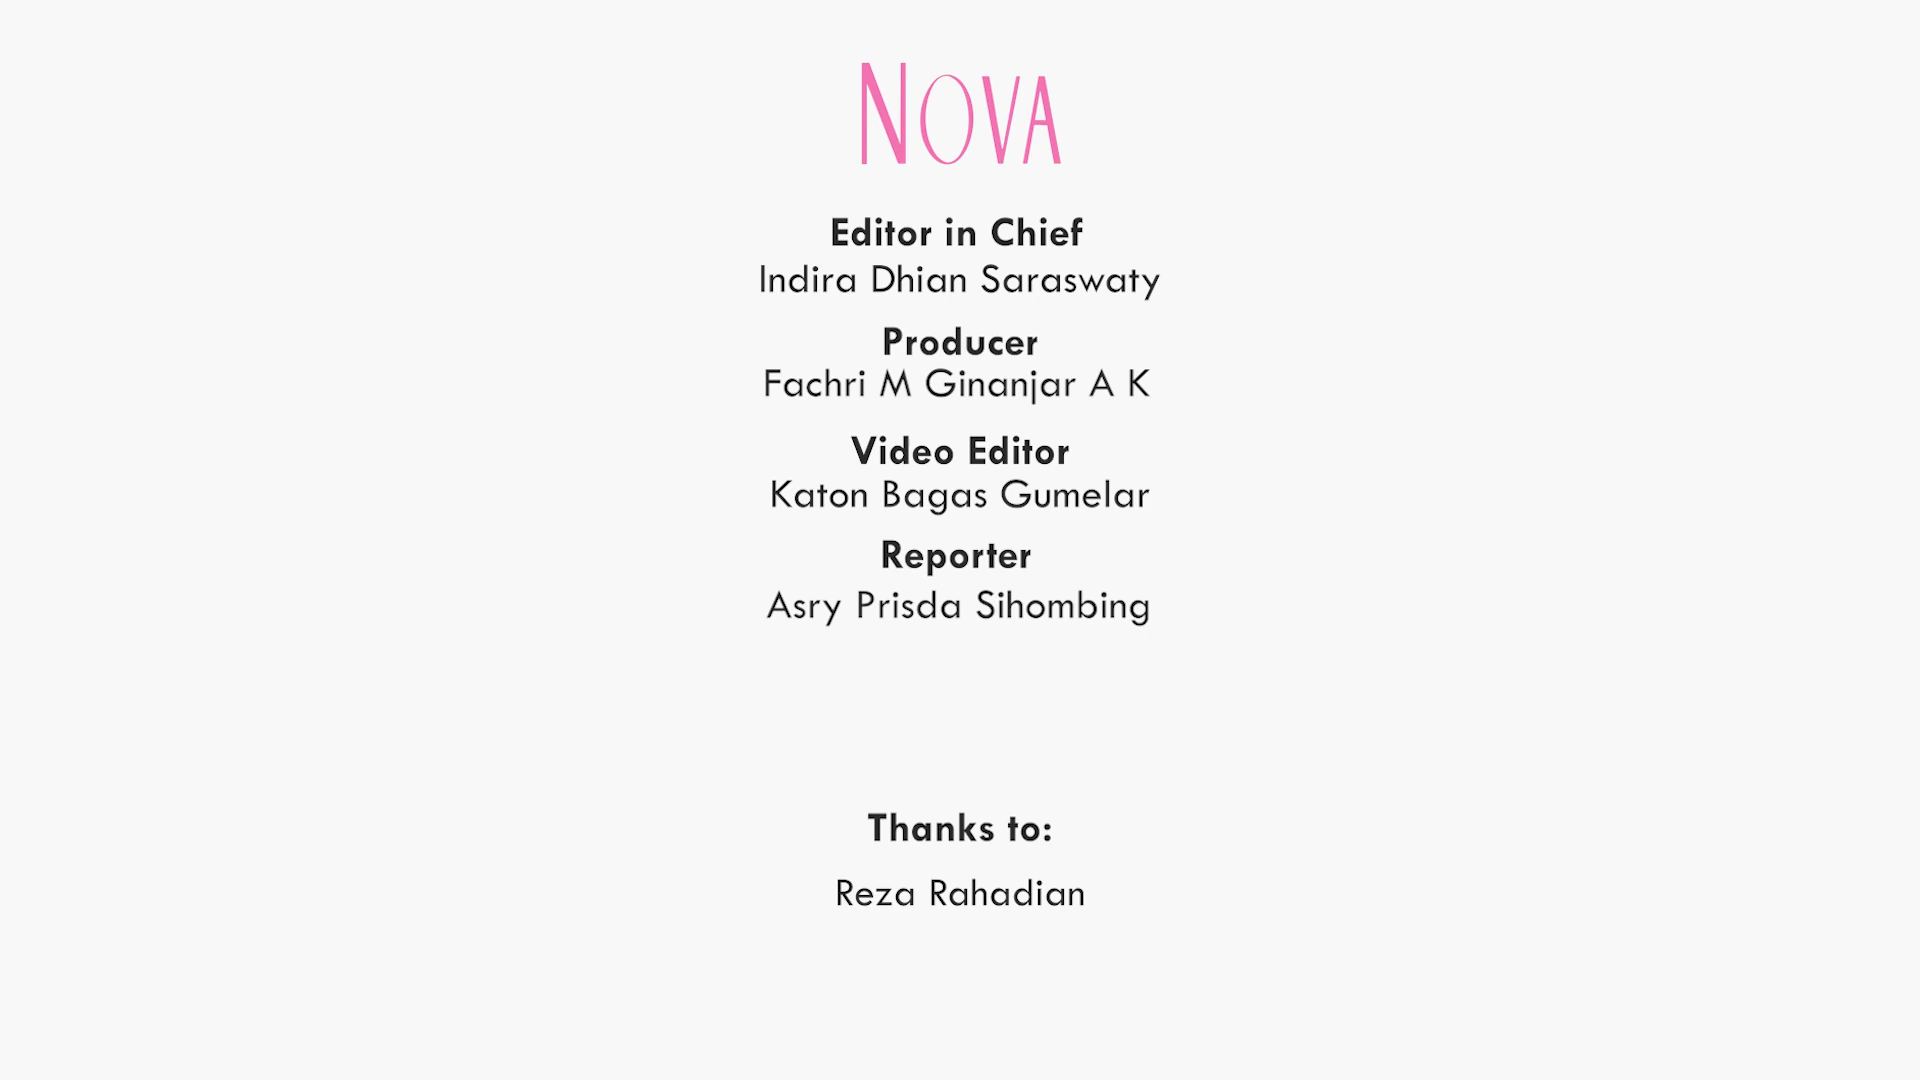 NOVA
Editor in Chief
Indira Dhian Saraswaty
Producer
Fachri M Ginanjar A K
Video Editor
Katon Bagas Gumelar
Reporter
Asry Prisda Sihombing
Thanks to:
Reza Rahadian